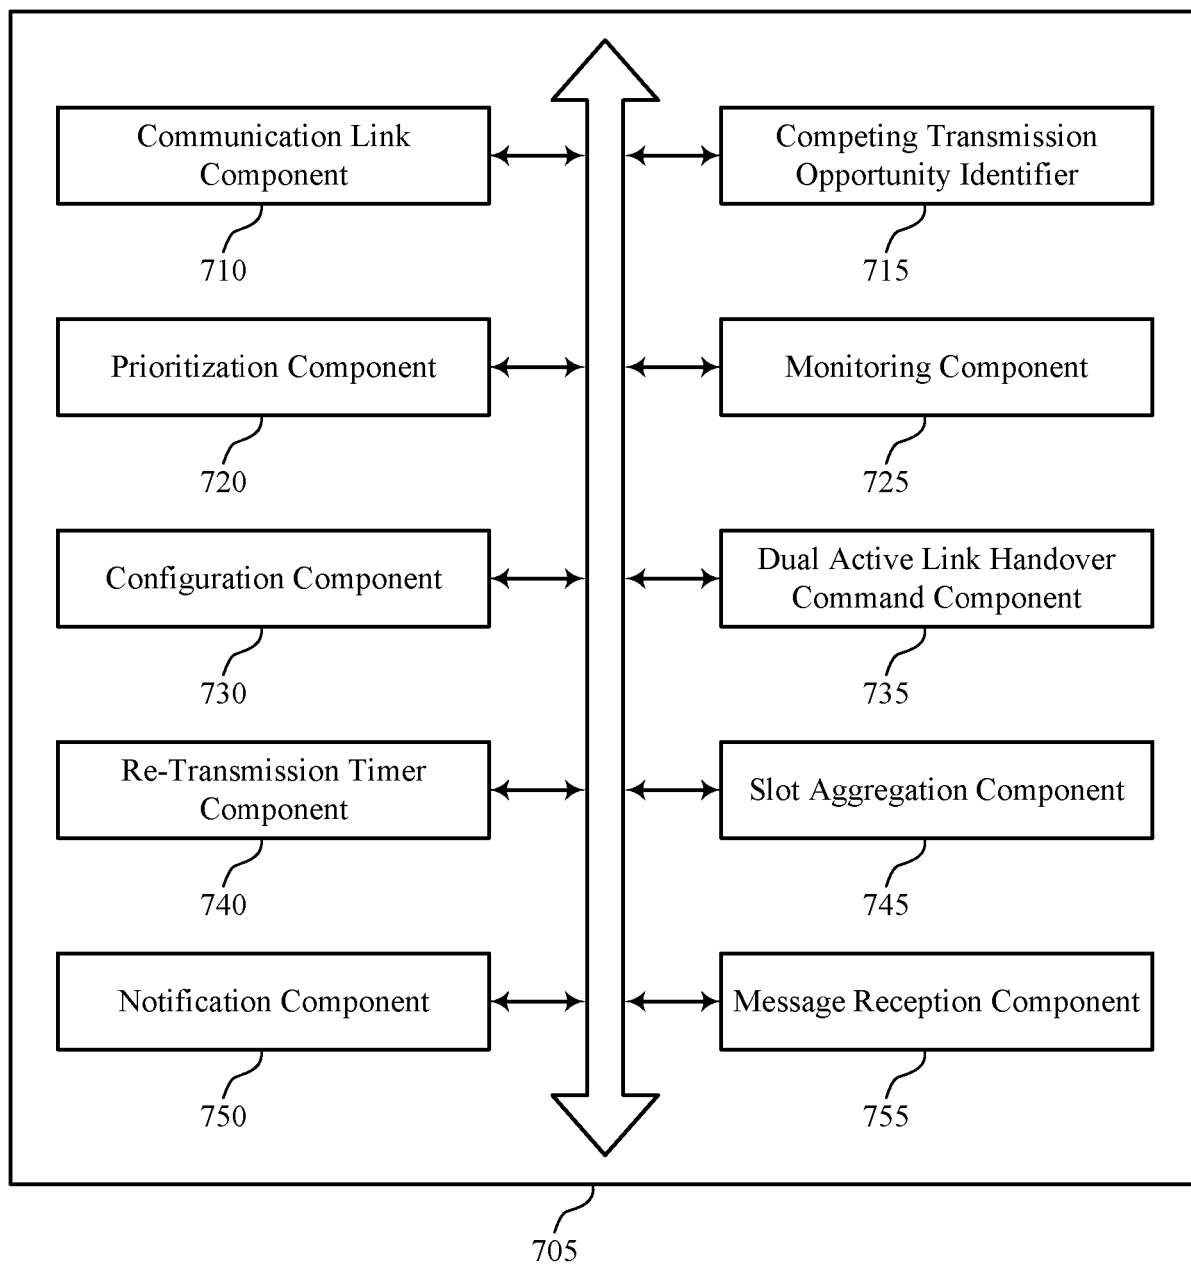 Communication Link
Component
710
Competing Transmission
Opportunity Identifier
715
Prioritization Component
720
Monitoring Component
725
Configuration Component
730
Dual Active Link Handover
Command Component
735
Re-Transmission Timer
Component
740
Slot Aggregation Component
745
Notification Component
750
Message Reception Component
755
705